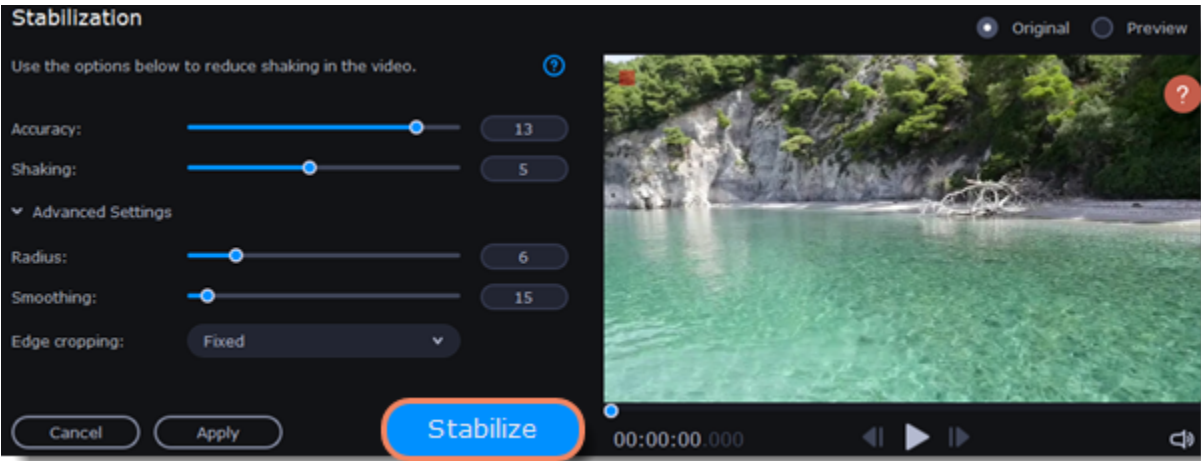 Stabilization
Original Preview
Use the options below to reduce shaking in the video. ?
?
Accuracy: 13
Shaking: 5
Advanced Settings
Radius: 6
Smoothing: 15
Edge cropping: Fixed
Cancel Apply Stabilize
00:00:00.000